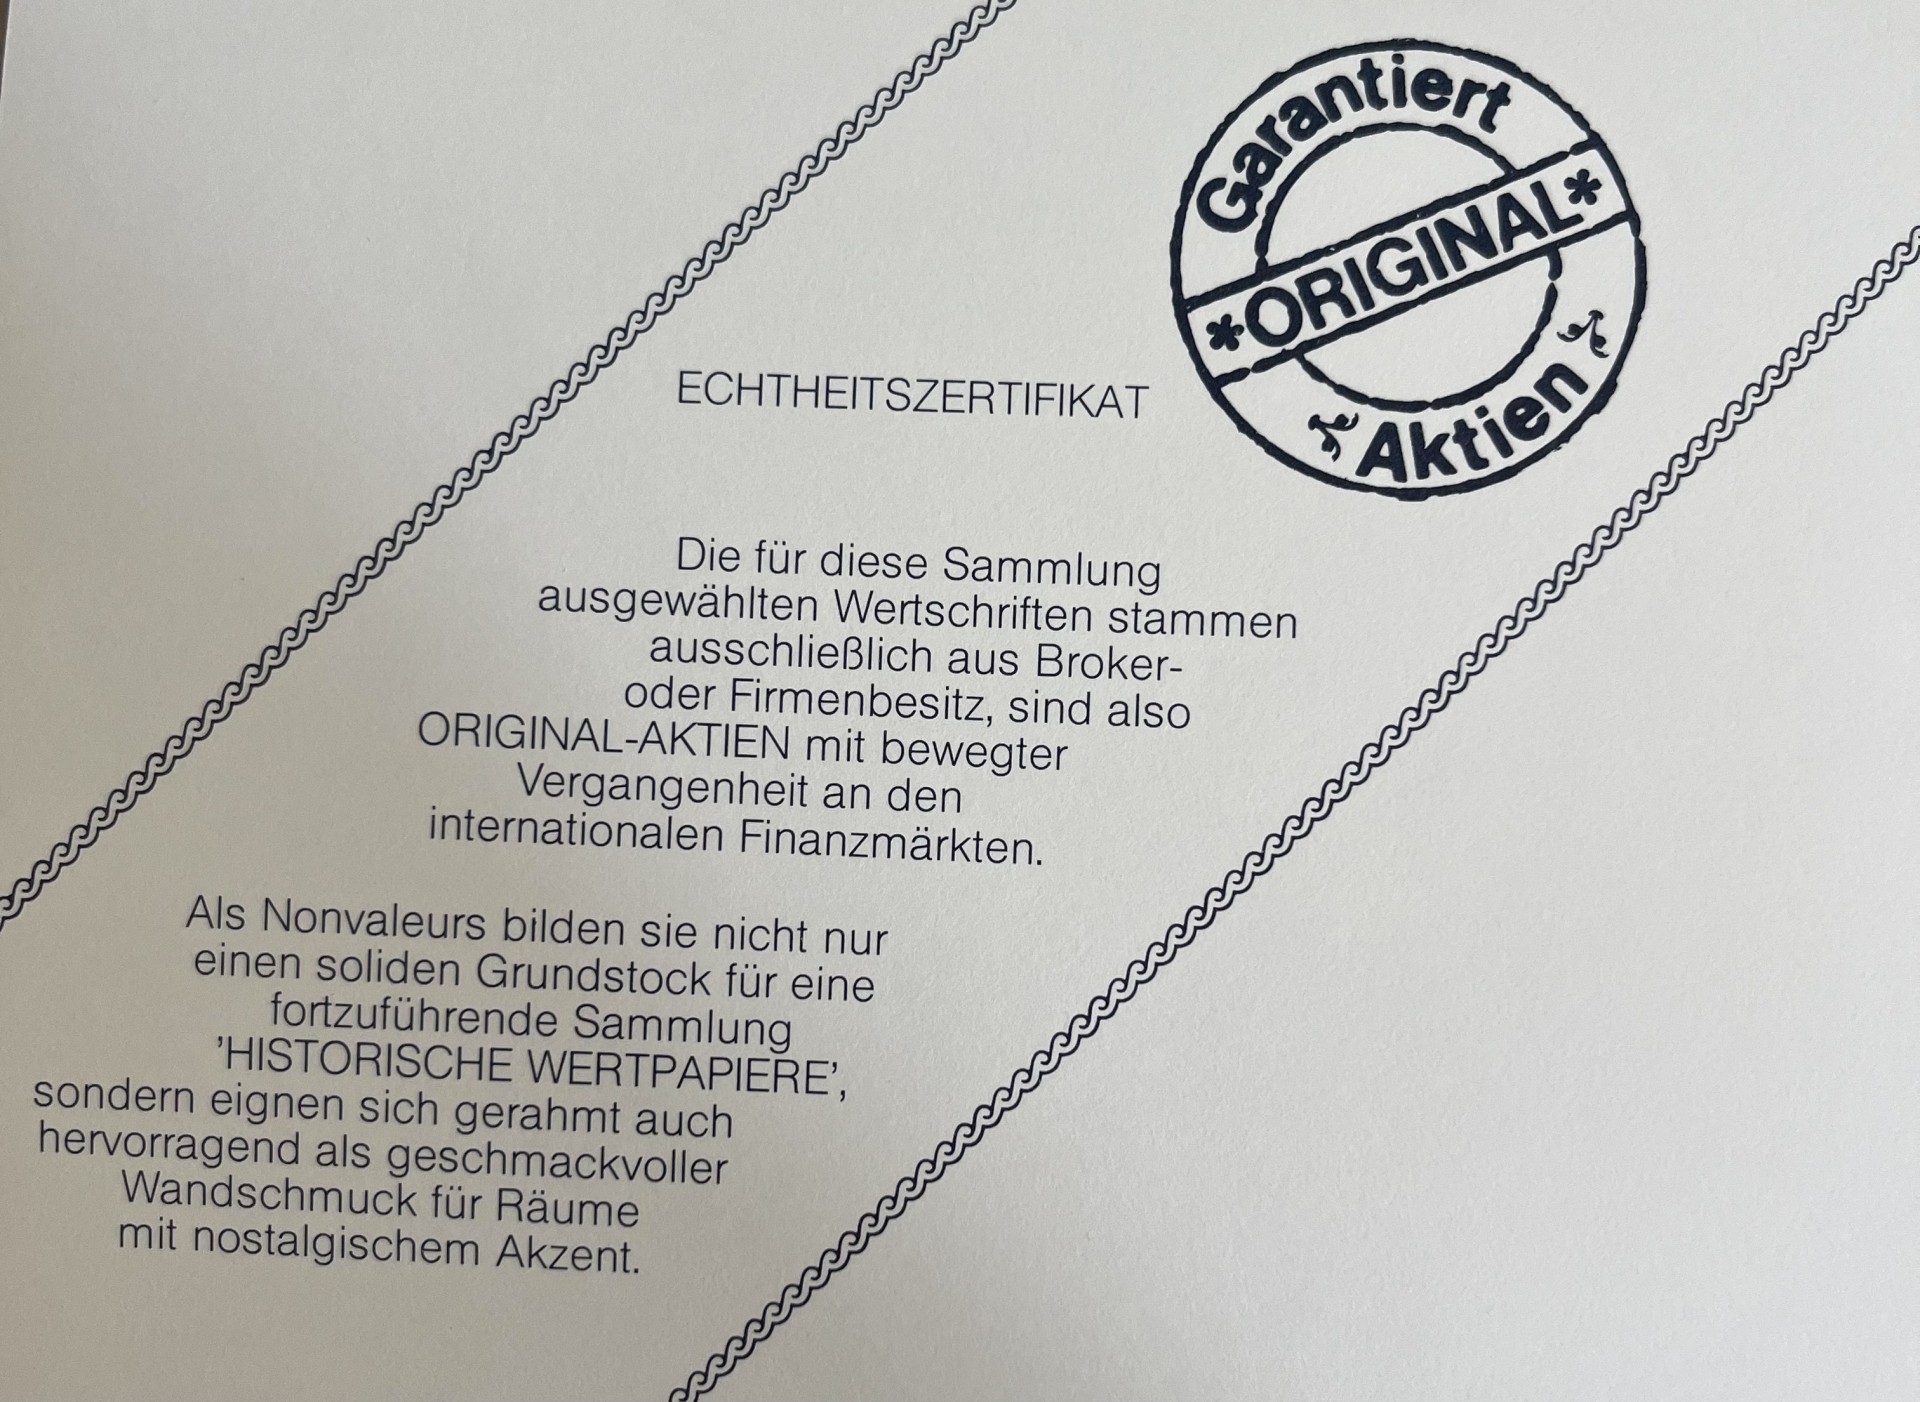 Garantiert
*ORIGINAL*
Aktien
ECHTHEITSZERTIFIKAT
Die für diese Sammlung
ausgewählten Wertschriften stammen
ausschließlich aus Broker-
oder Firmenbesitz, sind also
ORIGINAL-AKTIEN mit bewegter
Vergangenheit an den
internationalen Finanzmärkten.
Als Nonvaleurs bilden sie nicht nur
einen soliden Grundstock für eine
fortzuführende Sammlung
'HISTORISCHE WERTPAPIERE',
sondern eignen sich gerahmt auch
hervorragend als geschmackvoller
Wandschmuck für Räume
mit nostalgischem Akzent.